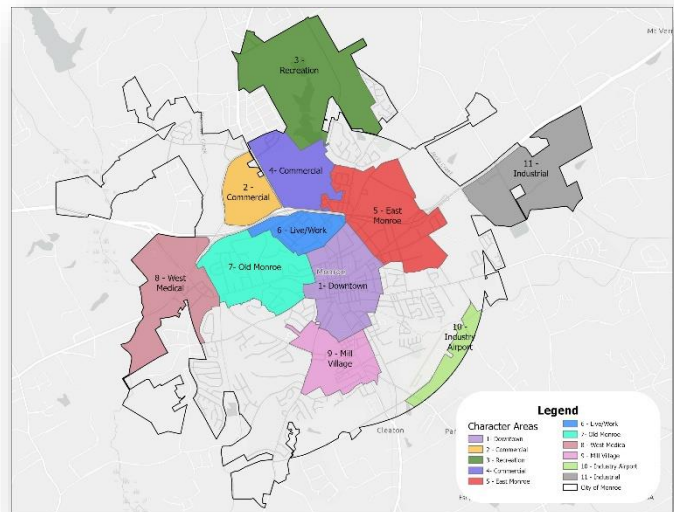 Mt Ver
3 -
Recreation
4- Commercial
2 -
Commercial
11 -
Industrial
5 - East
Monroe
6 - Live/Work
7- Old Monroe
Monroe
8 - West
Medical
1- Downtown
10 -
Industry
Airport
9 - Mill
Village
Cleaton
Legend
Character Areas
1- Downtown
2 - Commercial
3 - Recreation
4- Commercial
5 - East Monroe
6 - Live/Work
7- Old Monroe
8 - West Medica
9 - Mill Village
10 - Industry Airport
11 - Industrial
City of Monroe